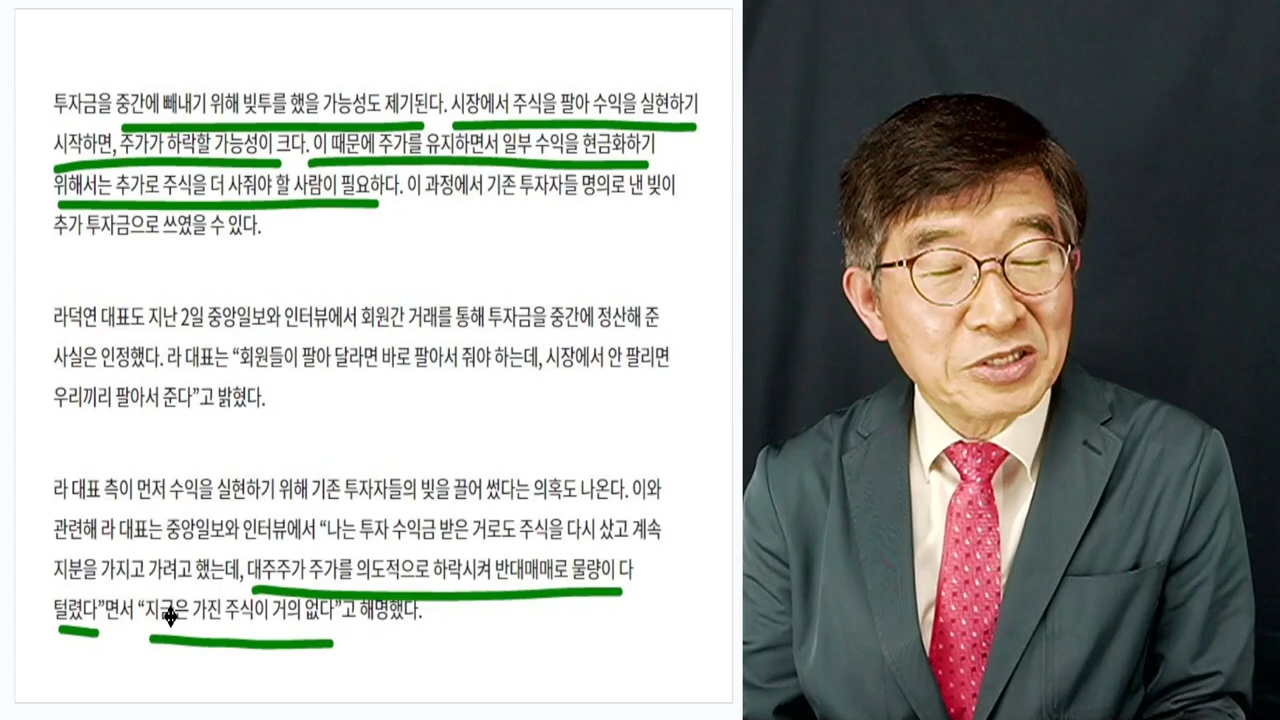 투자금을 중간에 빼내기 위해 빚투를 했을 가능성도 제기된다. 시장에서 주식을 팔아 수익을 실현하기
시작하면, 주가가 하락할 가능성이 크다. 이 때문에 주가를 유지하면서 일부 수익을 현금화하기
위해서는 추가로 주식을 더 사줘야 할 사람이 필요하다. 이 과정에서 기존 투자자들 명의로 낸 빚이
추가 투자금으로 쓰였을 수 있다.
라덕연 대표도 지난 2일 중앙일보와 인터뷰에서 회원간 거래를 통해 투자금을 중간에 정산해 준
사실은 인정했다. 라 대표는 “회원들이 팔아 달라면 바로 팔아서 줘야 하는데, 시장에서 안 팔리면
우리끼리 팔아서 준다”고 밝혔다.
라 대표 측이 먼저 수익을 실현하기 위해 기존 투자자들의 빚을 끌어 썼다는 의혹도 나온다. 이와
관련해 라 대표는 중앙일보와 인터뷰에서 “나는 투자 수익금 받은 거로도 주식을 다시 샀고 계속
지분을 가지고 가려고 했는데, 대주주가 주가를 의도적으로 하락시켜 반대매매로 물량이 다
털렸다”면서 “지금은 가진 주식이 거의 없다”고 해명했다.